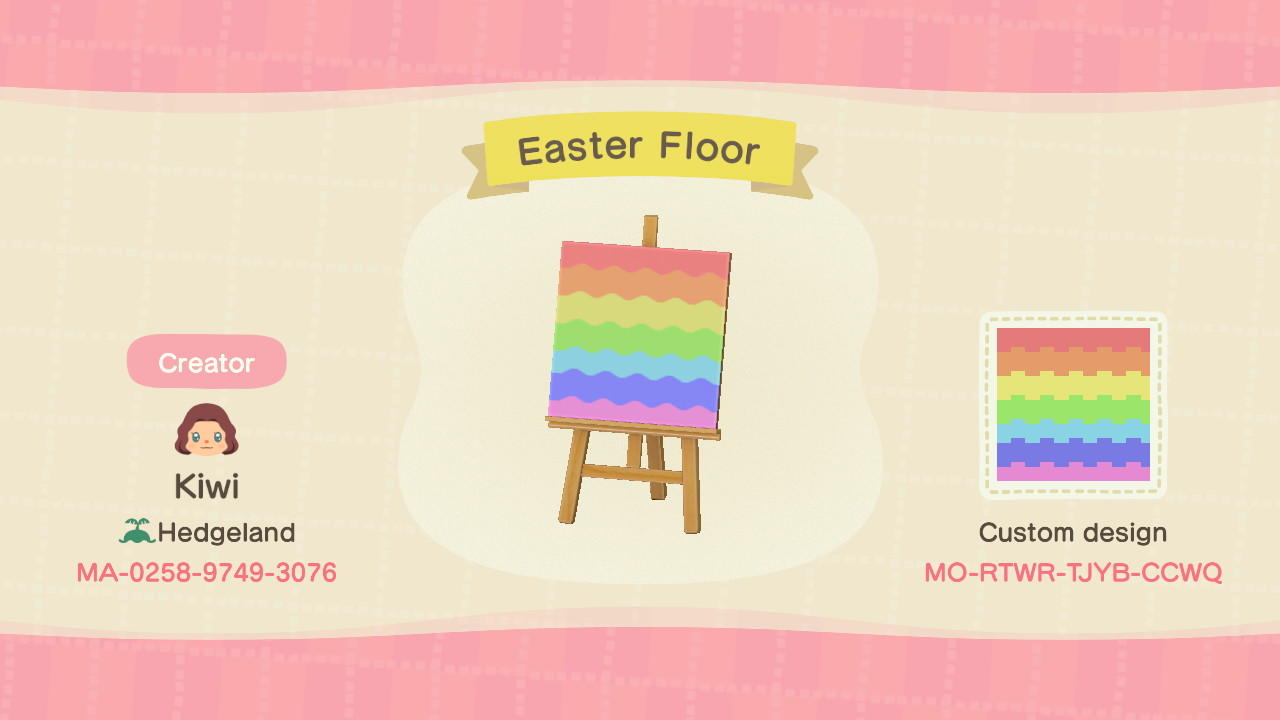 Easter Floor
Creator
Kiwi
Hedgeland
MA-0258-9749-3076
Custom design
MO-RTWR-TJYB-CCWQ